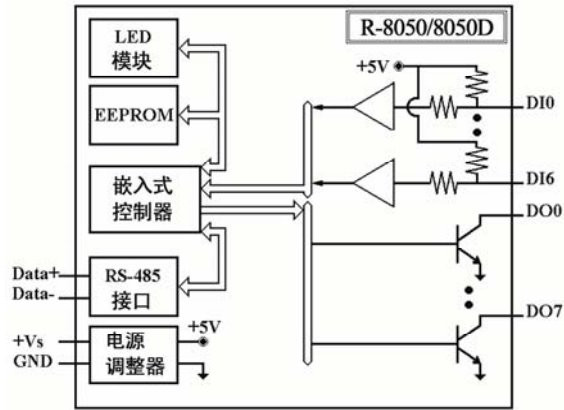 R-8050/8050D
LED
模块
EEPROM
嵌入式
控制器
RS-485
接口
电源
调整器
Data+
Data-
+Vs
GND
+5V
+5V
DI0
DI6
DO0
DO7